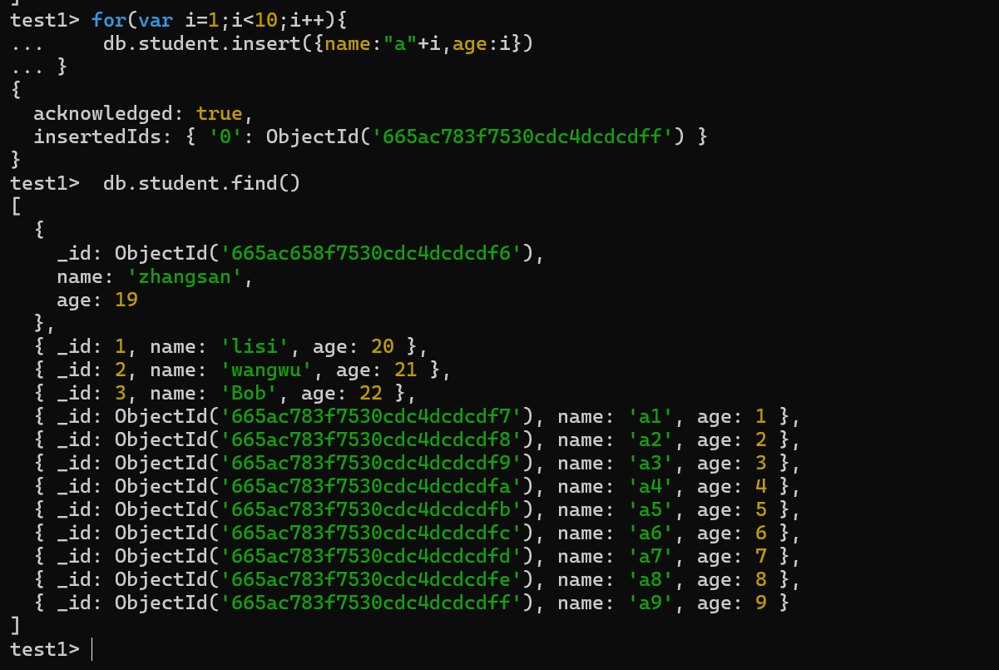 ]
test1> for(var i=1;i<10;i++){
...     db.student.insert({name:"a"+i,age:i})
... }
{
  acknowledged: true,
  insertedIds: { '0': ObjectId('665ac783f7530cdc4dcdcdff') }
}
test1>  db.student.find()
[
  {
    _id: ObjectId('665ac658f7530cdc4dcdcdf6'),
    name: 'zhangsan',
    age: 19
  },
  { _id: 1, name: 'lisi', age: 20 },
  { _id: 2, name: 'wangwu', age: 21 },
  { _id: 3, name: 'Bob', age: 22 },
  { _id: ObjectId('665ac783f7530cdc4dcdcdf7'), name: 'a1', age: 1 },
  { _id: ObjectId('665ac783f7530cdc4dcdcdf8'), name: 'a2', age: 2 },
  { _id: ObjectId('665ac783f7530cdc4dcdcdf9'), name: 'a3', age: 3 },
  { _id: ObjectId('665ac783f7530cdc4dcdcdfa'), name: 'a4', age: 4 },
  { _id: ObjectId('665ac783f7530cdc4dcdcdfb'), name: 'a5', age: 5 },
  { _id: ObjectId('665ac783f7530cdc4dcdcdfc'), name: 'a6', age: 6 },
  { _id: ObjectId('665ac783f7530cdc4dcdcdfd'), name: 'a7', age: 7 },
  { _id: ObjectId('665ac783f7530cdc4dcdcdfe'), name: 'a8', age: 8 },
  { _id: ObjectId('665ac783f7530cdc4dcdcdff'), name: 'a9', age: 9 }
]
test1>